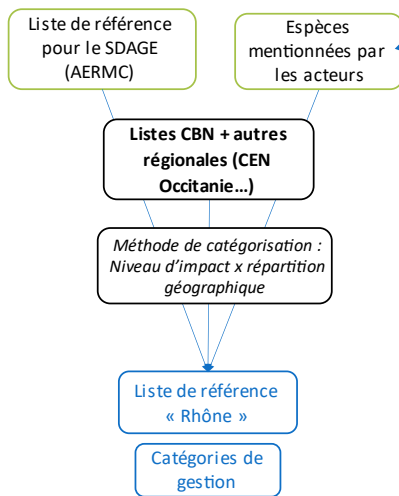 Liste de référence
pour le SDAGE
(AERMC)
Espèces
mentionnées par
les acteurs
Listes CBN + autres
régionales (CEN
Occitanie…)
Méthode de catégorisation :
Niveau d’impact x répartition
géographique
Liste de référence
« Rhône »
Catégories de
gestion